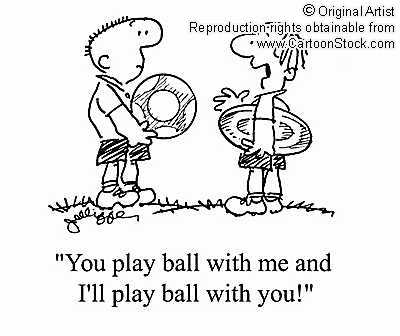 © Original Artist
Reproduction rights obtainable from
www.CartoonStock.com
"You play ball with me and
I'll play ball with you!"